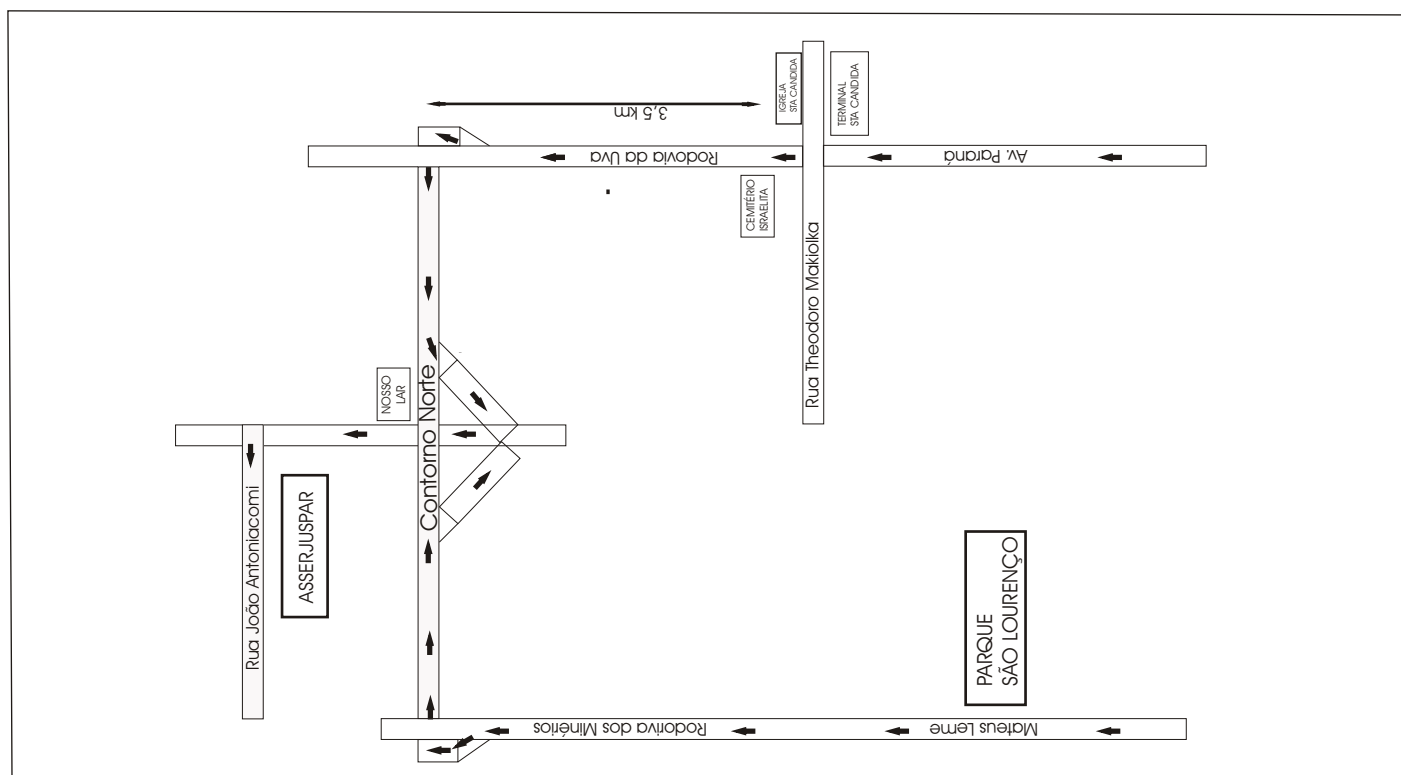 IGREJA
STA CANDIDA
TERMINAL
STA CANDIDA
3,5 km
Rodovia da Uva
Av. Paraná
CEMITÉRIO
ISRAELITA
Rua Theodoro Makiolka
NOSSO
LAR
Contorno Norte
Rua João Antoniacomi
ASSERJUSPAR
PARQUE
SÃO LOURENÇO
Rodoriva dos Minérios
Mateus Leme